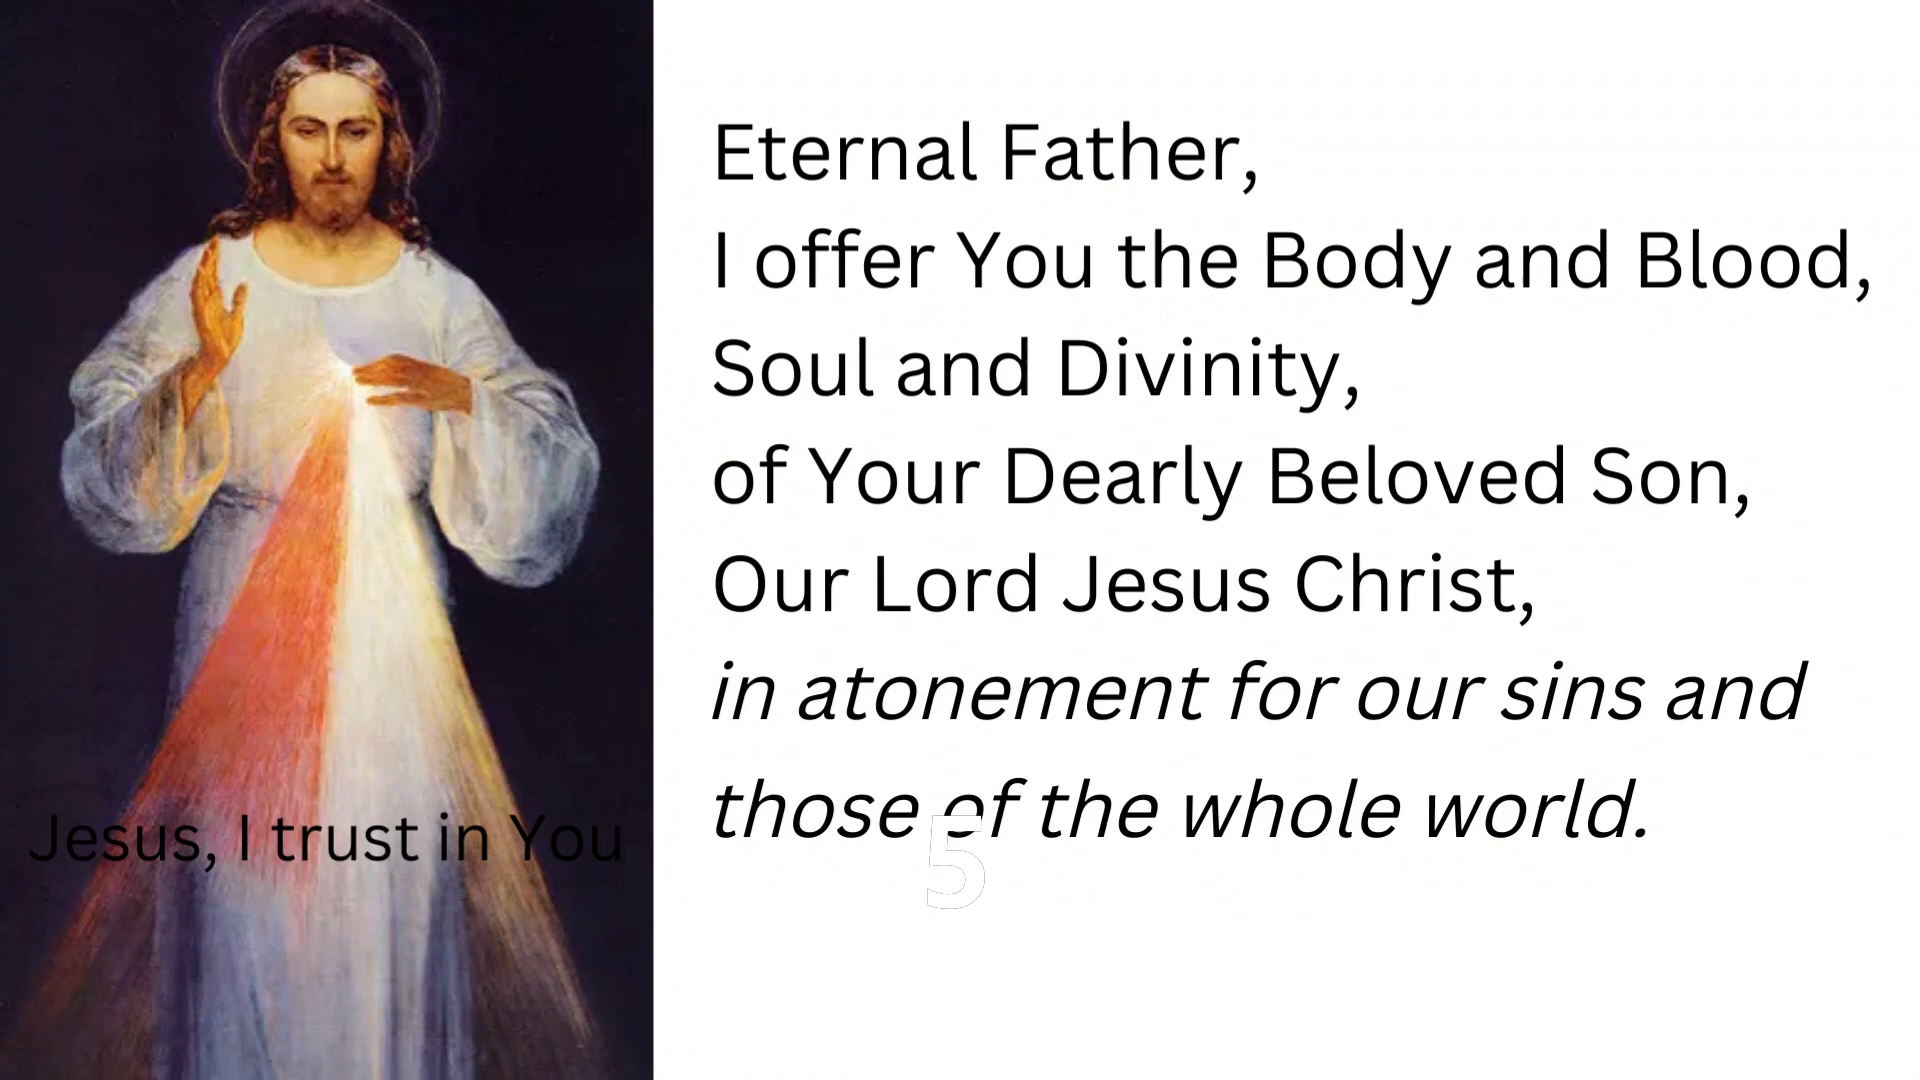 Eternal Father,
I offer You the Body and Blood,
Soul and Divinity,
of Your Dearly Beloved Son,
Our Lord Jesus Christ,
in atonement for our sins and
those of the whole world.
5
Jesus, I trust in You